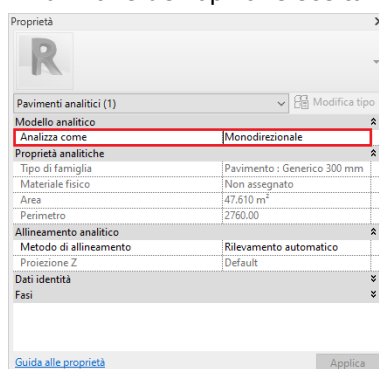 Proprietà
R
Pavimenti analitici (1) Modifica tipo
Modello analitico
Analizza come Monodirezionale
Proprietà analitiche
Tipo di famiglia Pavimento : Generico 300 mm
Materiale fisico Non assegnato
Area 47.610 m²
Perimetro 2760.00
Allineamento analitico
Metodo di allineamento Rilevamento automatico
Proiezione Z Default
Dati identità
Fasi
Guida alle proprietà Applica